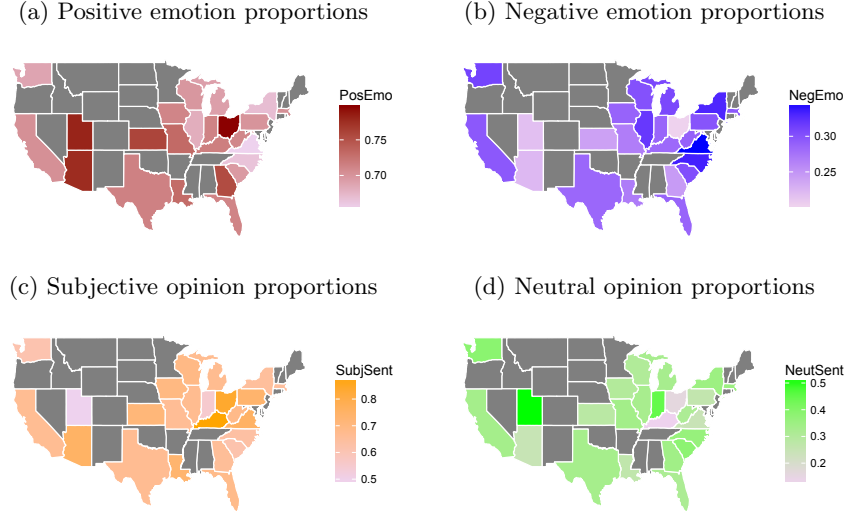 (a) Positive emotion proportions
PosEmo
0.75
0.70
(b) Negative emotion proportions
NegEmo
0.30
0.25
(c) Subjective opinion proportions
SubjSent
0.8
0.7
0.6
0.5
(d) Neutral opinion proportions
NeutSent
0.5
0.4
0.3
0.2